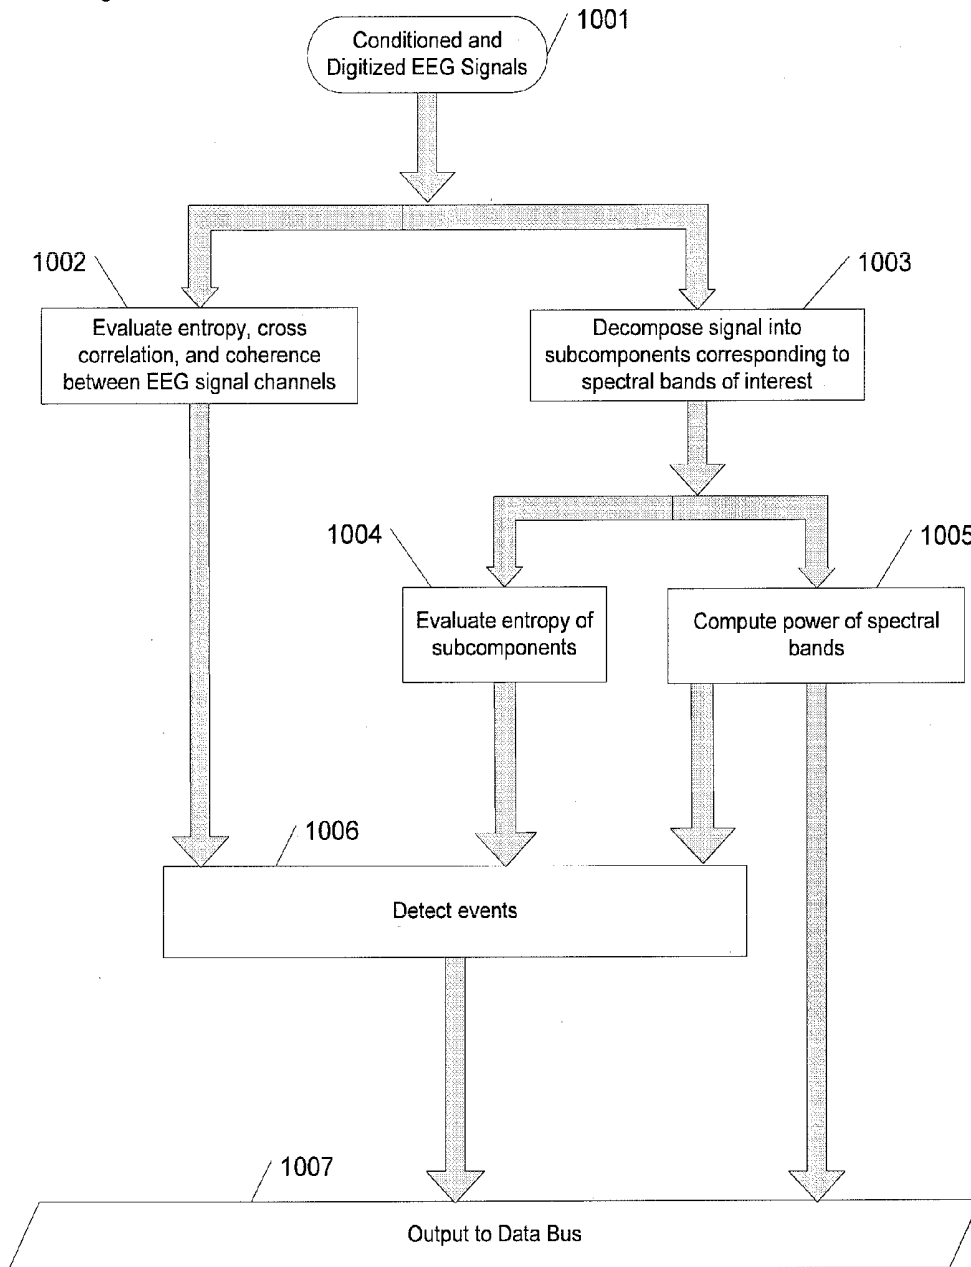 1001
Conditioned and
Digitized EEG Signals
1002
1003
Evaluate entropy, cross
correlation, and coherence
between EEG signal channels
Decompose signal into
subcomponents corresponding to
spectral bands of interest
1004
1005
Evaluate entropy of
subcomponents
Compute power of spectral
bands
1006
Detect events
1007
Output to Data Bus